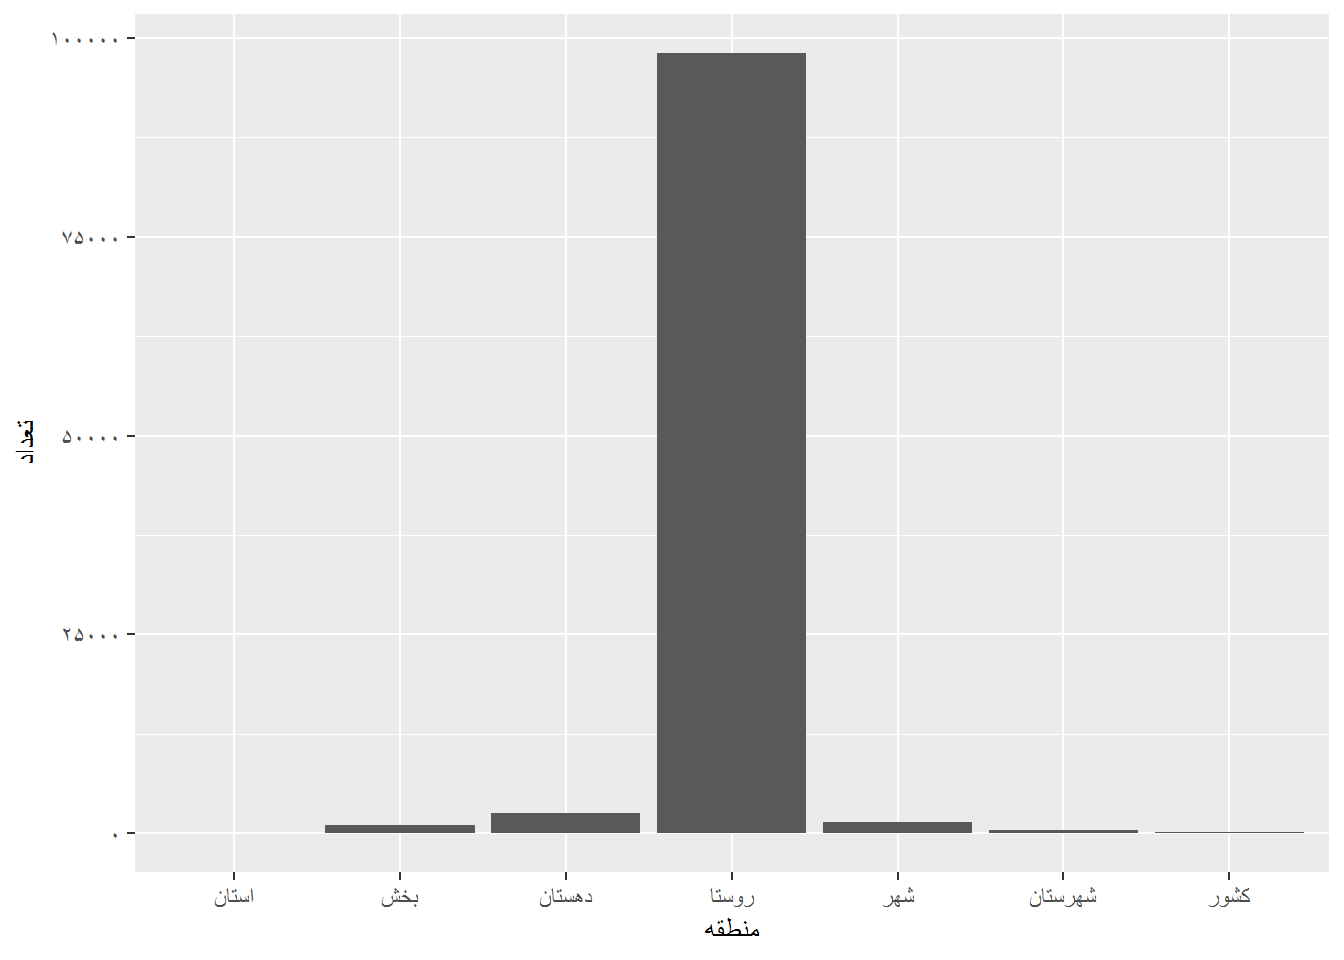 ۱۰۰۰۰۰
۷۵۰۰۰
۵۰۰۰۰
۲۵۰۰۰
۰
تعداد
استان
بخش
دهستان
روستا
شهر
شهرستان
کشور
منطقه